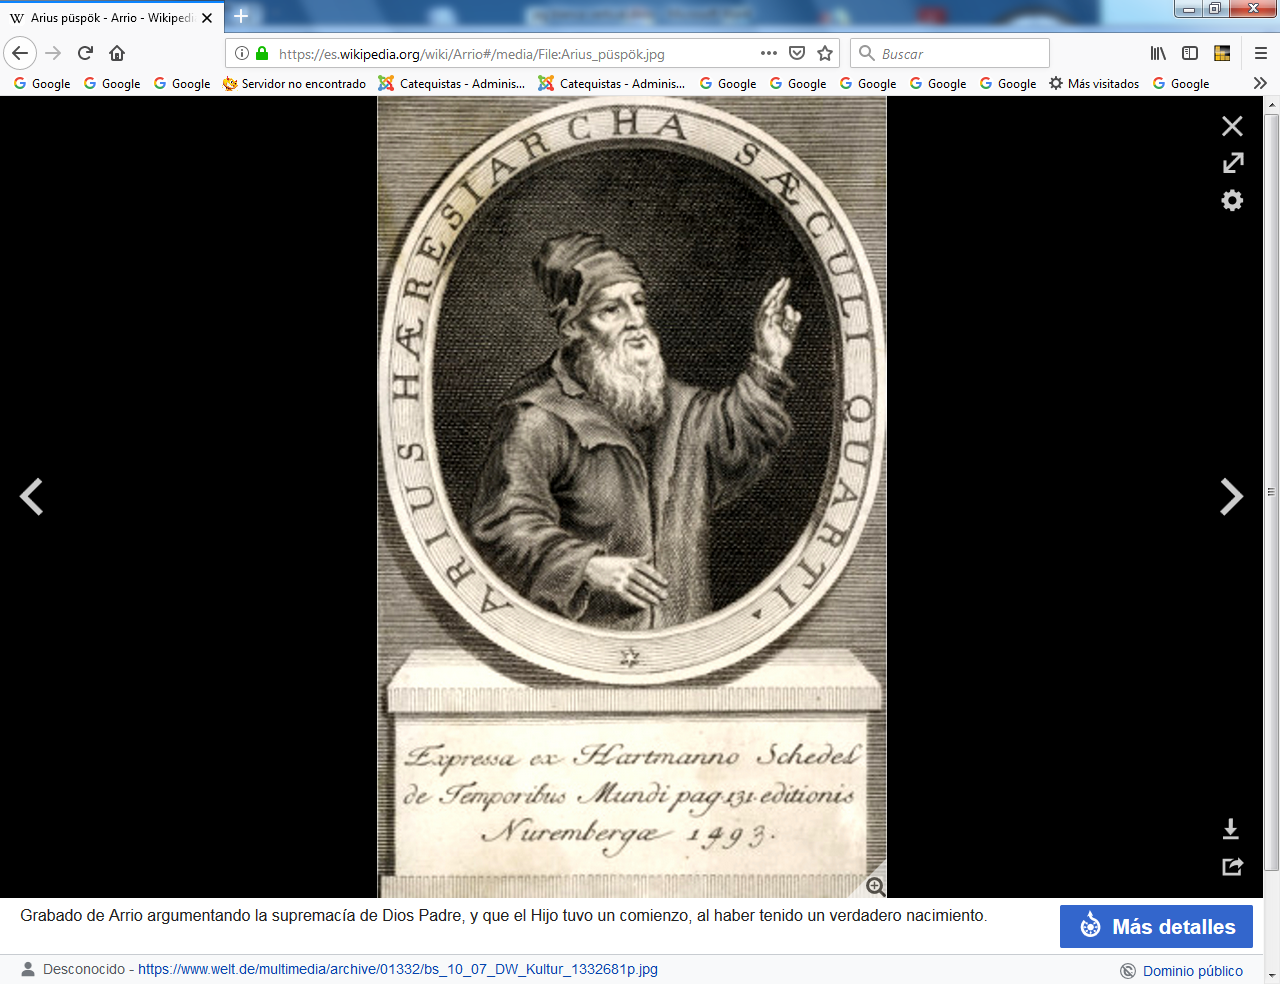 Arius püspök - Arrio - Wikipedi
https://es.wikipedia.org/wiki/Arrio#/media/File:Arius_püspök.jpg
Buscar
Google Google Google Servidor no encontrado Catequistas - Adminis... Catequistas - Adminis... Google Google Google Google Google Más visitados Google
ARIUS HÆRESIARCHA SÆCULI QUARTI
Expressa ex Hartmanno Schedel
de Temporibus Mundi pag.131.editionis
Nurembergæ 1493.
Grabado de Arrio argumentando la supremacía de Dios Padre, y que el Hijo tuvo un comienzo, al haber tenido un verdadero nacimiento.
Más detalles
Desconocido - https://www.welt.de/multimedia/archive/01332/bs_10_07_DW_Kultur_1332681p.jpg
Dominio público